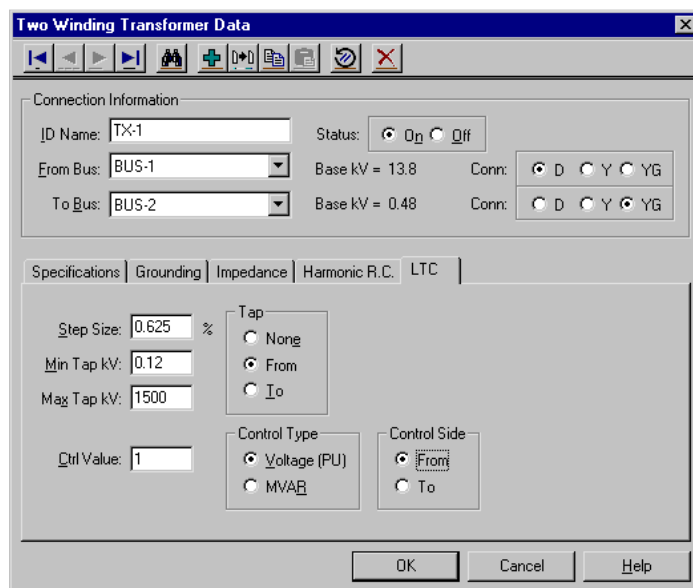 Two Winding Transformer Data
Connection Information
ID Name: TX-1 Status: On Off
From Bus: BUS-1 Base kV = 13.8 Conn: D Y YG
To Bus: BUS-2 Base kV = 0.48 Conn: D Y YG
Specifications Grounding Impedance Harmonic R.C. LTC
Step Size: 0.625 %
Min Tap kV: 0.12
Max Tap kV: 1500
Tap
None
From
To
Ctrl Value: 1
Control Type
Voltage (PU)
MVAR
Control Side
From
To
OK Cancel Help